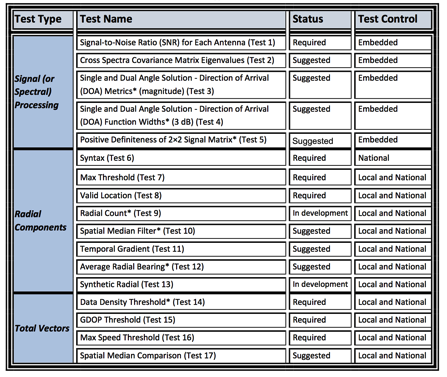 Test Type Test Name Status Test Control
Signal (or Spectral) Processing
Signal-to-Noise Ratio (SNR) for Each Antenna (Test 1) Required Embedded
Cross Spectra Covariance Matrix Eigenvalues (Test 2) Suggested Embedded
Single and Dual Angle Solution - Direction of Arrival
(DOA) Metrics* (magnitude) (Test 3) Suggested Embedded
Single and Dual Angle Solution - Direction of Arrival
(DOA) Function Widths* (3 dB) (Test 4) Suggested Embedded
Positive Definiteness of 2×2 Signal Matrix* (Test 5) Suggested Embedded
Radial Components
Syntax (Test 6) Required National
Max Threshold (Test 7) Required Local and National
Valid Location (Test 8) Required Local and National
Radial Count* (Test 9) In development Local and National
Spatial Median Filter* (Test 10) Suggested Local and National
Temporal Gradient (Test 11) Suggested Local and National
Average Radial Bearing* (Test 12) Suggested Local and National
Synthetic Radial (Test 13) In development Local and National
Total Vectors
Data Density Threshold* (Test 14) Required Local and National
GDOP Threshold (Test 15) Required Local and National
Max Speed Threshold (Test 16) Required Local and National
Spatial Median Comparison (Test 17) Suggested Local and National